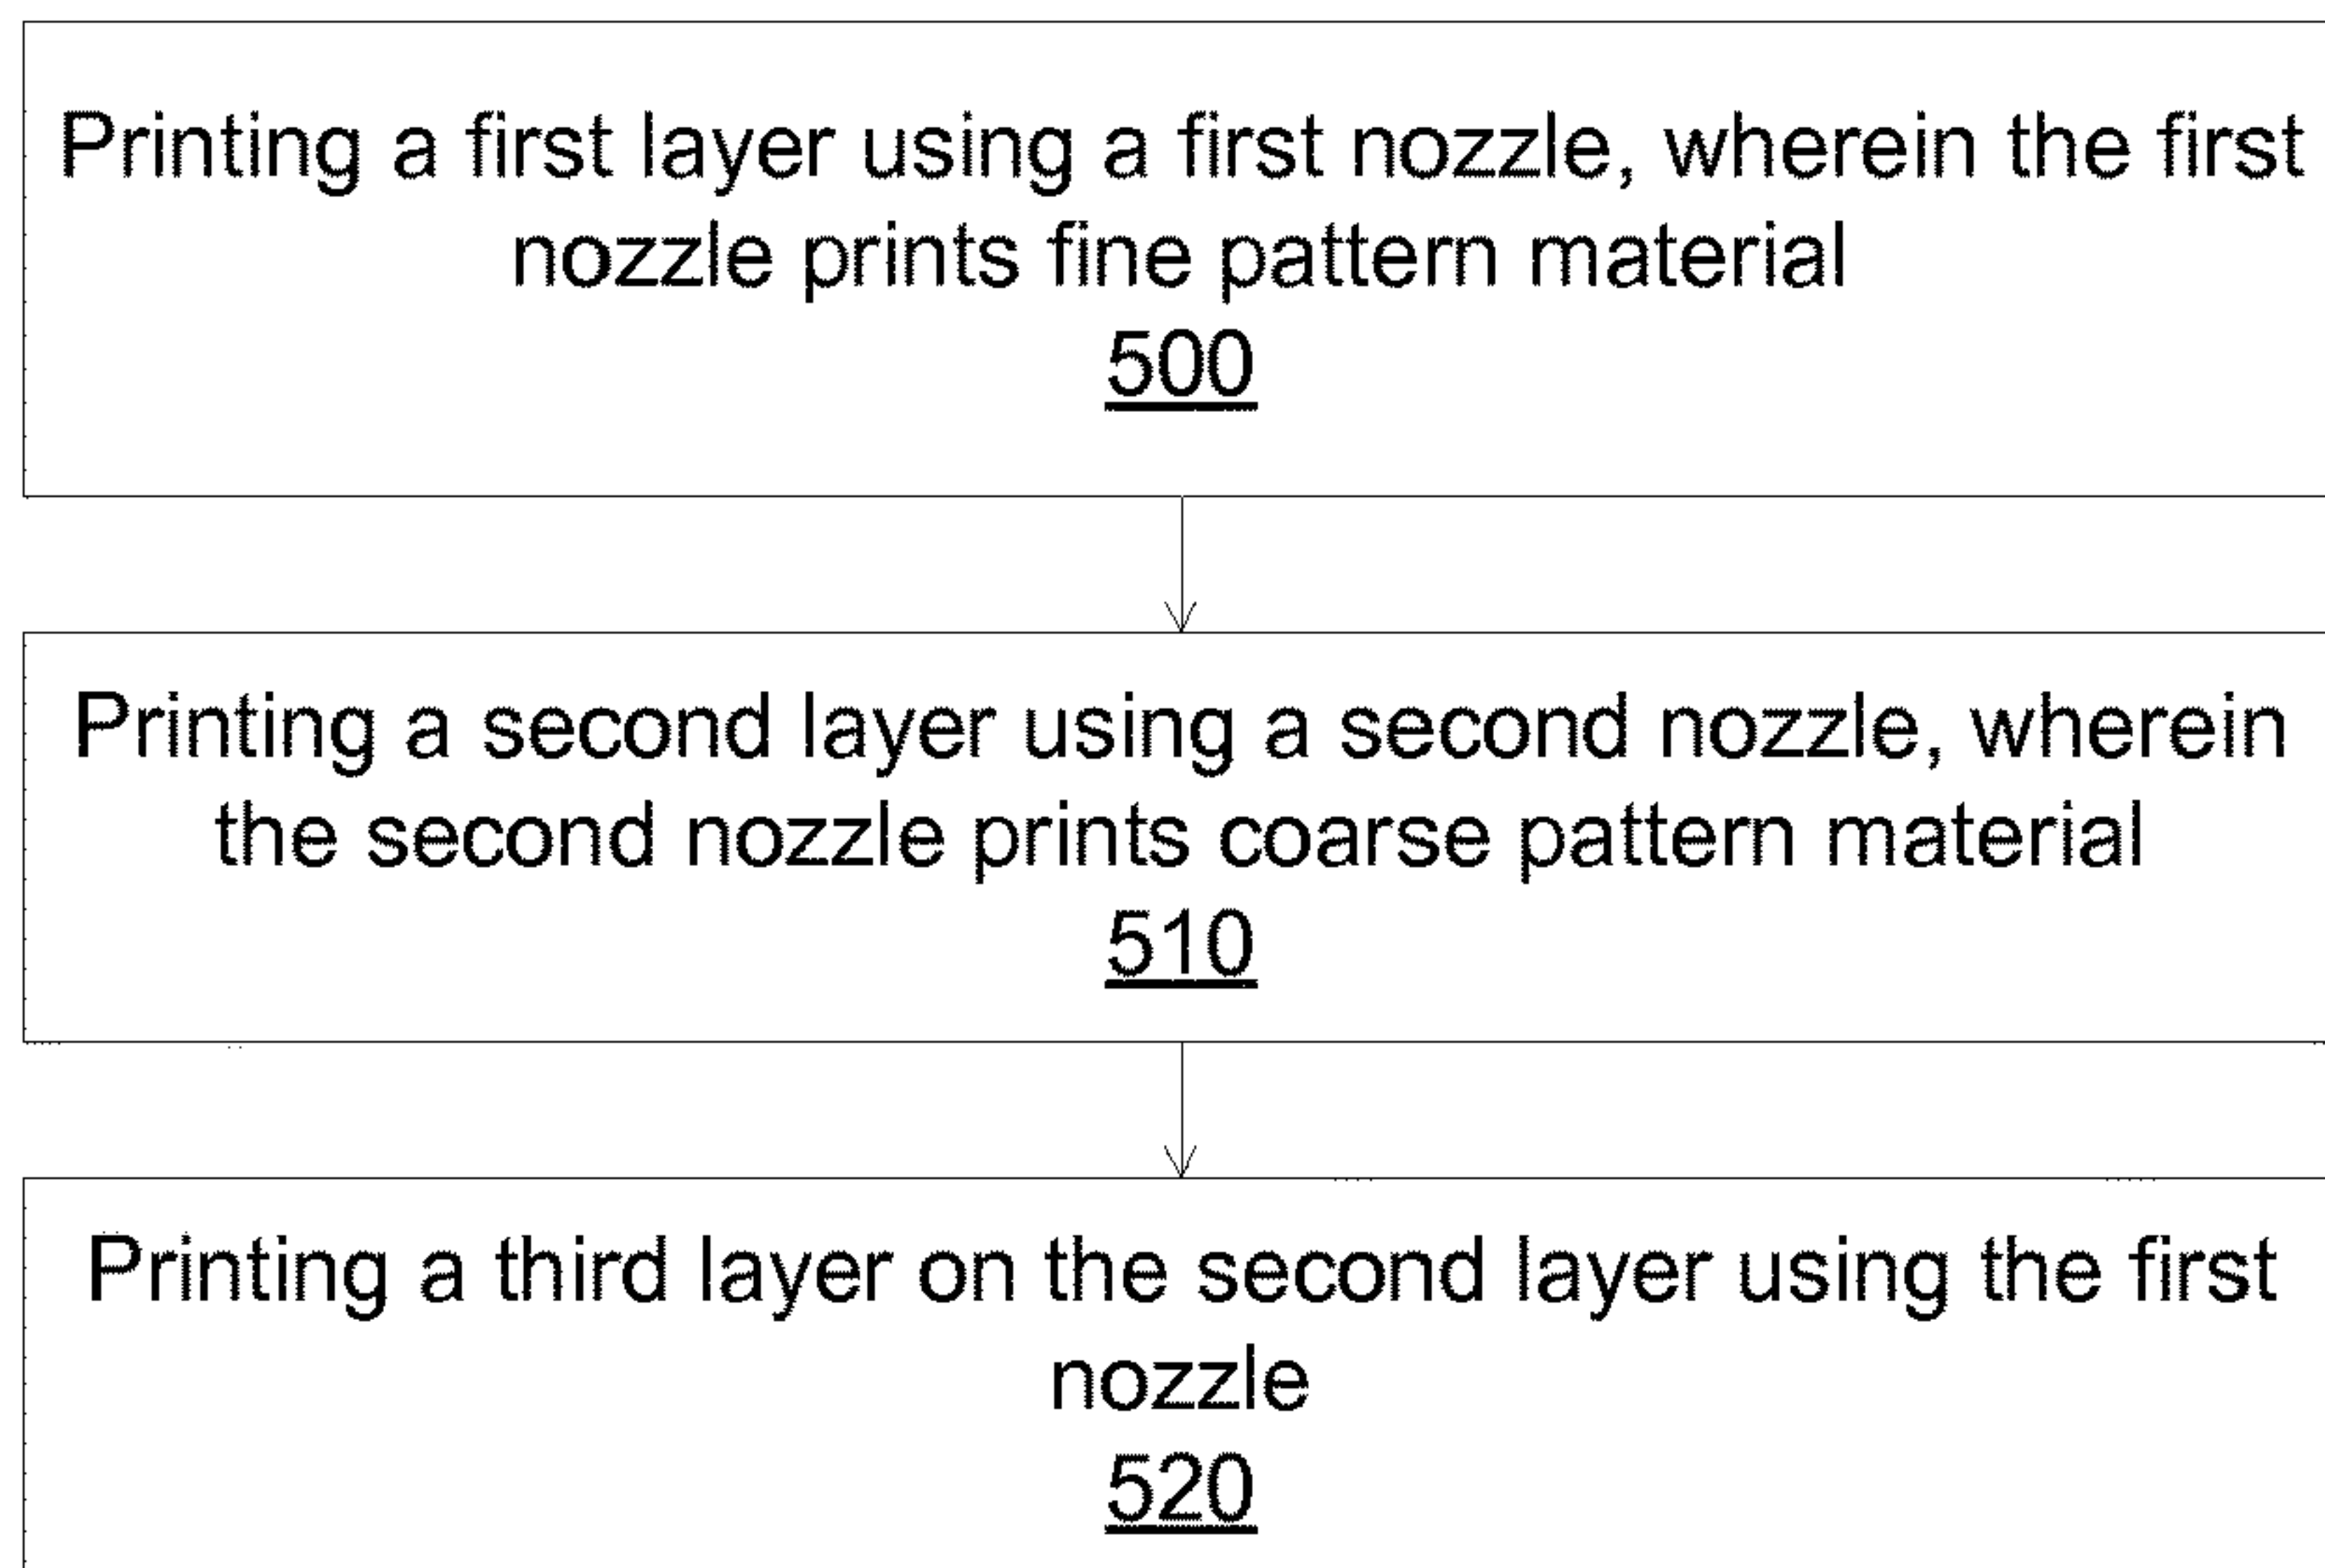 Printing a first layer using a first nozzle, wherein the first
nozzle prints fine pattern material
500
Printing a second layer using a second nozzle, wherein
the second nozzle prints coarse pattern material
510
Printing a third layer on the second layer using the first
nozzle
520